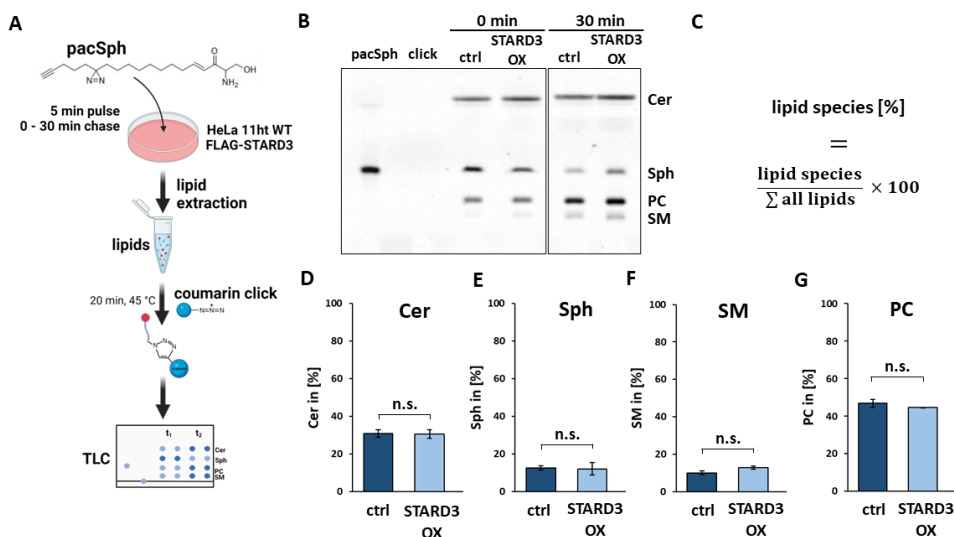 A
pacSph
O
OH
N=N
NH₂
5 min pulse
0 - 30 min chase
HeLa 11ht WT
FLAG-STARD3
lipid
extraction
lipids
20 min, 45 °C
coumarin click
N=N=N
+
N
N
N
TLC
t₁ t₂
Cer
Sph
PC
SM
B
0 min 30 min
pacSph click ctrl STARD3
OX
ctrl STARD3
OX
Cer
Sph
PC
SM
C
lipid species [%]
=
lipid species
∑ all lipids
× 100
D
Cer
Cer in [%]
100
80
60
40
20
0
n.s.
ctrl STARD3
OX
E
Sph
Sph in [%]
100
80
60
40
20
0
n.s.
ctrl STARD3
OX
F
SM
SM in [%]
100
80
60
40
20
0
n.s.
ctrl STARD3
OX
G
PC
PC in [%]
100
80
60
40
20
0
n.s.
ctrl STARD3
OX